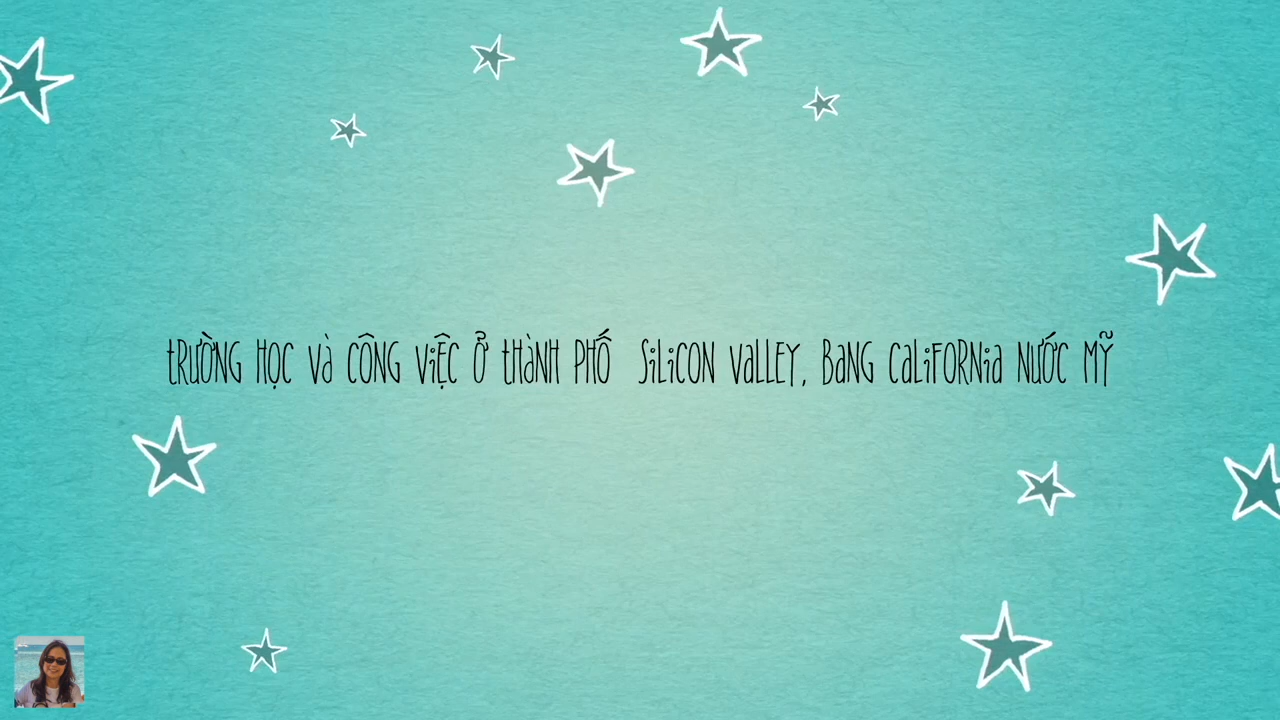 TRƯỜNG HỌC Và CÔNG ViỆC Ở THàNH PHỐ SiLiCON VaLLEY, BaNG CaLiFORNia NƯỚC MỸ